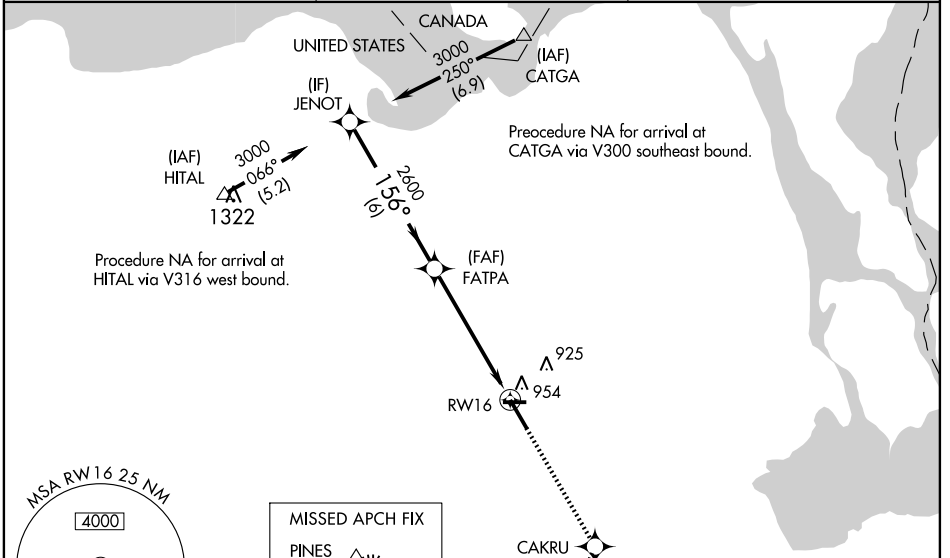 CANADA
UNITED STATES
3000
250°
(6.9)
(IAF)
CATGA
(IF)
JENOT
Preocedure NA for arrival at
CATGA via V300 southeast bound.
(IAF)
HITAL
3000
066°
(5.2)
1322
2600
156°
(6)
Procedure NA for arrival at
HITAL via V316 west bound.
(FAF)
FATPA
925
954
RW16
MSA RW16 25 NM
4000
MISSED APCH FIX
PINES
CAKRU